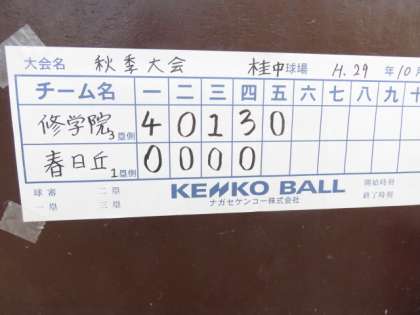 大会名 秋季大会 桂中球場 H.29 年10月
チーム名 一 二 三 四 五 六 七 八 九 十
修学院 3塁側 4 0 1 3 0
春日丘 1塁側 0 0 0 0
球審 二塁 KENKO BALL 開始時刻
一塁 三塁 ナガセケンコー株式会社 終了時刻